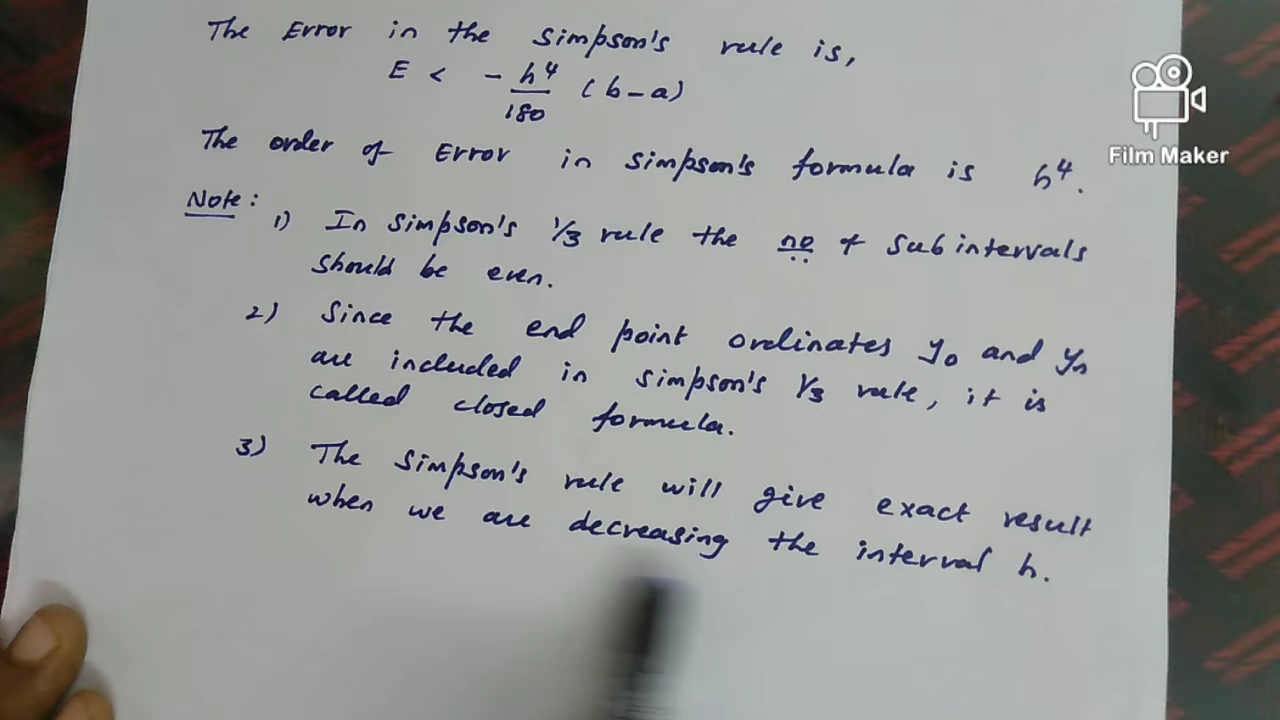 The Error in the Simpson's rule is,
E < - h⁴/180 (b-a)
The order of Error in Simpson's formula is h⁴.
Note:
1) In Simpson's 1/3 rule the no of Subintervals
should be even.
2) Since the end point ordinates y₀ and yₙ
are included in Simpson's 1/3 rule, it is
called closed formula.
3) The Simpson's rule will give exact result
when we are decreasing the interval h.
Film Maker